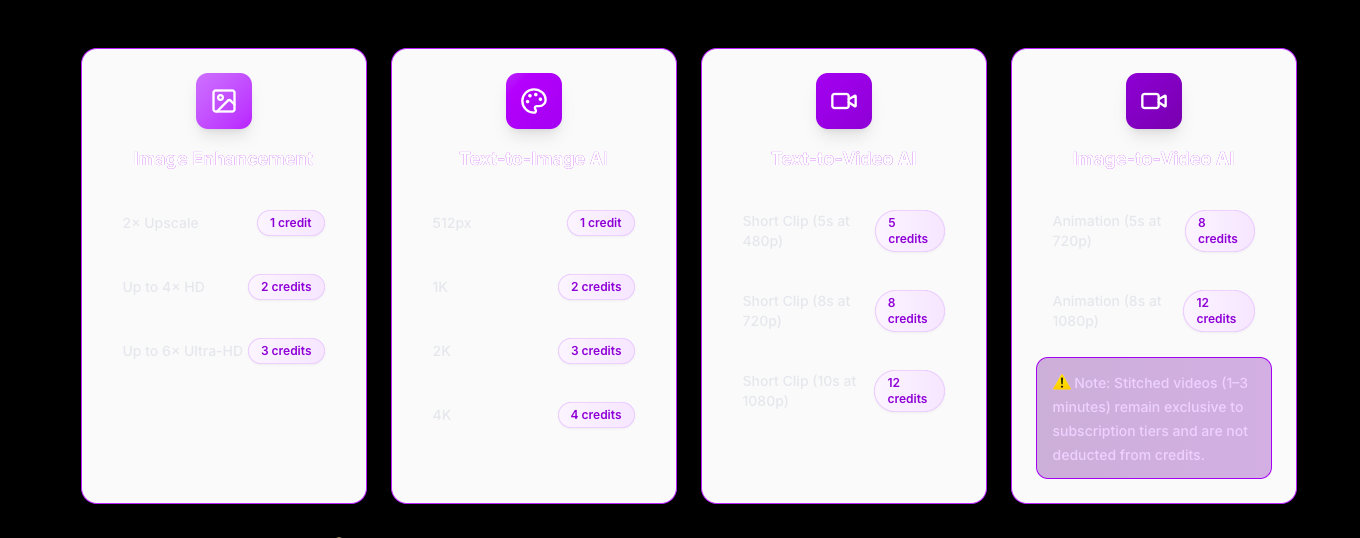 Image Enhancement
2× Upscale
1 credit
Up to 4× HD
2 credits
Up to 6× Ultra-HD
3 credits
Text-to-Image AI
512px
1 credit
1K
2 credits
2K
3 credits
4K
4 credits
Text-to-Video AI
Short Clip (5s at
480p)
5
credits
Short Clip (8s at
720p)
8
credits
Short Clip (10s at
1080p)
12
credits
Image-to-Video AI
Animation (5s at
720p)
8
credits
Animation (8s at
1080p)
12
credits
⚠️ Note: Stitched videos (1–3
minutes) remain exclusive to
subscription tiers and are not
deducted from credits.